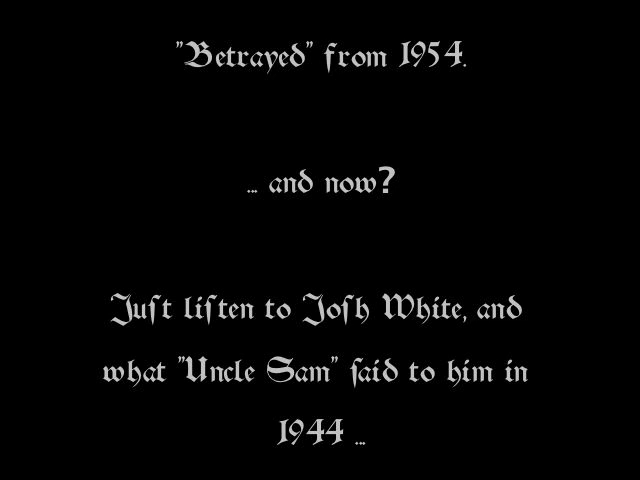 "Betrayed" from 1954.
... and now?
Juſt liſten to Joſh White, and
what "Uncle Sam" ſaid to him in
1944 ...